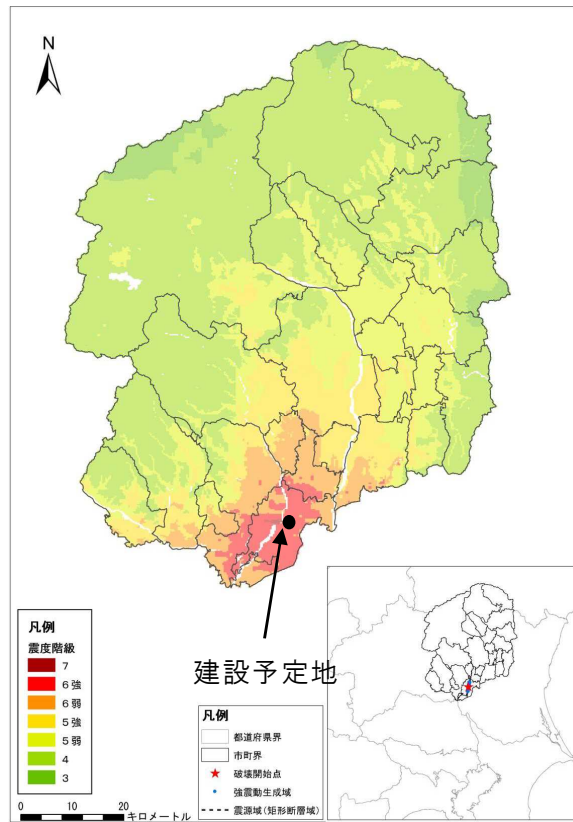 N
建設予定地
凡例
震度階級
7
6強
6弱
5強
5弱
4
3
0 10 20
キロメートル
凡例
都道府県界
市町界
破壊開始点
強震動生成域
震源域(矩形断層域)